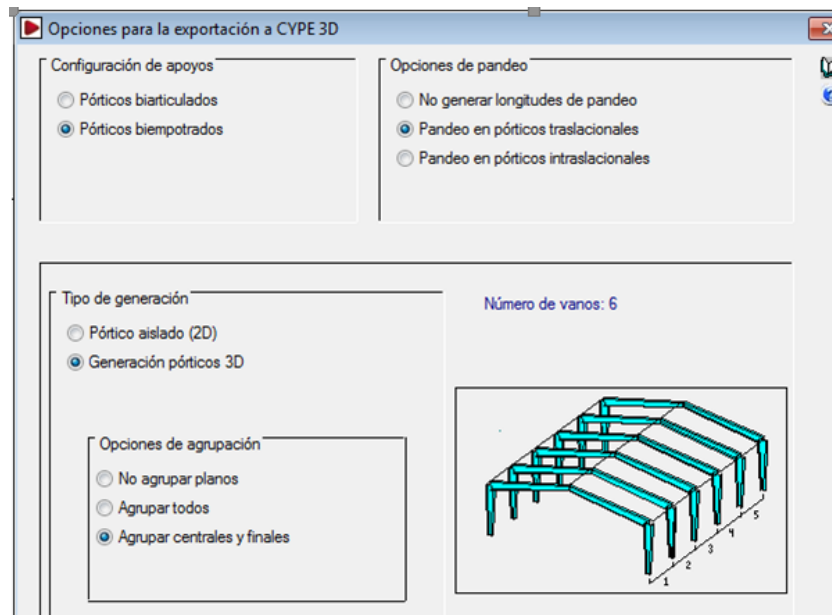 Opciones para la exportación a CYPE 3D
Configuración de apoyos
Pórticos biarticulados
Pórticos biempotrados
Opciones de pandeo
No generar longitudes de pandeo
Pandeo en pórticos traslacionales
Pandeo en pórticos intraslacionales
Tipo de generación
Pórtico aislado (2D)
Generación pórticos 3D
Opciones de agrupación
No agrupar planos
Agrupar todos
Agrupar centrales y finales
Número de vanos: 6
1
2
3
4
5